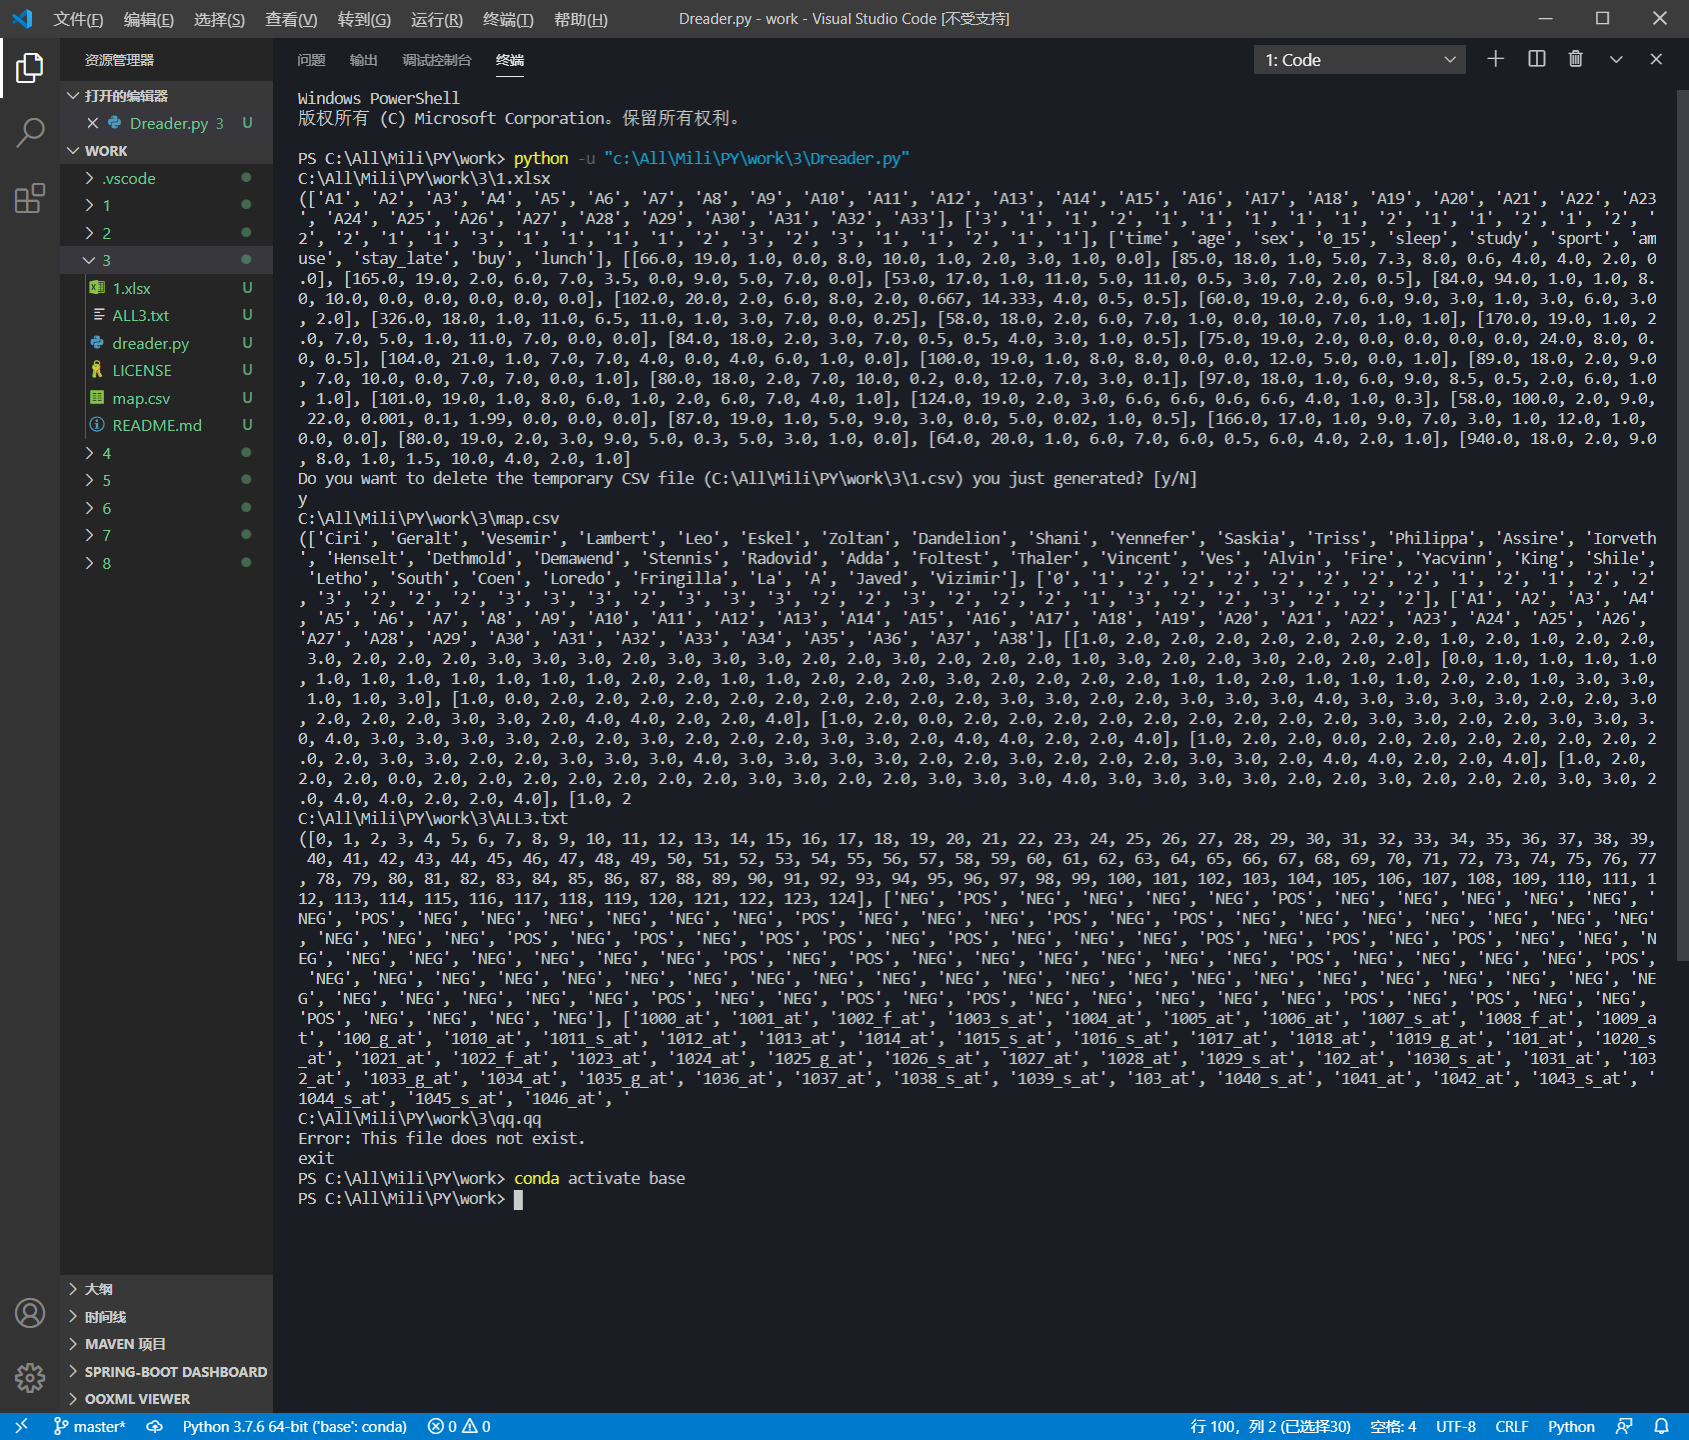 文件(F) 编辑(E) 选择(S) 查看(V) 转到(G) 运行(R) 终端(T) 帮助(H) Dreader.py - work - Visual Studio Code [不受支持]
资源管理器
打开的编辑器
Dreader.py 3 U
WORK
.vscode
1
2
3
1.xlsx U
ALL3.txt U
dreader.py U
LICENSE U
map.csv U
README.md U
4
5
6
7
8
大纲
时间线
MAVEN 项目
SPRING-BOOT DASHBOARD
OOXML VIEWER
问题 输出 调试控制台 终端 1: Code
Windows PowerShell
版权所有 (C) Microsoft Corporation。保留所有权利。
PS C:\All\Mili\PY\work> python -u "c:\All\Mili\PY\work\3\Dreader.py"
C:\All\Mili\PY\work\3\1.xlsx
(['A1', 'A2', 'A3', 'A4', 'A5', 'A6', 'A7', 'A8', 'A9', 'A10', 'A11', 'A12', 'A13', 'A14', 'A15', 'A16', 'A17', 'A18', 'A19', 'A20', 'A21', 'A22', 'A23
', 'A24', 'A25', 'A26', 'A27', 'A28', 'A29', 'A30', 'A31', 'A32', 'A33'], ['3', '1', '1', '2', '1', '1', '1', '1', '1', '2', '1', '1', '2', '1', '2', '
2', '2', '1', '1', '3', '1', '1', '1', '1', '2', '3', '2', '3', '1', '1', '2', '1', '1'], ['time', 'age', 'sex', '0_15', 'sleep', 'study', 'sport', 'am
use', 'stay_late', 'buy', 'lunch'], [[66.0, 19.0, 1.0, 0.0, 8.0, 10.0, 1.0, 2.0, 3.0, 1.0, 0.0], [85.0, 18.0, 1.0, 5.0, 7.3, 8.0, 0.6, 4.0, 4.0, 2.0, 0
.0], [165.0, 19.0, 2.0, 6.0, 7.0, 3.5, 0.0, 9.0, 5.0, 7.0, 0.0], [53.0, 17.0, 1.0, 11.0, 5.0, 11.0, 0.5, 3.0, 7.0, 2.0, 0.5], [84.0, 94.0, 1.0, 1.0, 8.
0, 10.0, 0.0, 0.0, 0.0, 0.0, 0.0], [102.0, 20.0, 2.0, 6.0, 8.0, 2.0, 0.667, 14.333, 4.0, 0.5, 0.5], [60.0, 19.0, 2.0, 6.0, 9.0, 3.0, 1.0, 3.0, 6.0, 3.0
, 2.0], [326.0, 18.0, 1.0, 11.0, 6.5, 11.0, 1.0, 3.0, 7.0, 0.0, 0.25], [58.0, 18.0, 2.0, 6.0, 7.0, 1.0, 0.0, 10.0, 7.0, 1.0, 1.0], [170.0, 19.0, 1.0, 2
.0, 7.0, 5.0, 1.0, 11.0, 7.0, 0.0, 0.0], [84.0, 18.0, 2.0, 3.0, 7.0, 0.5, 0.5, 4.0, 3.0, 1.0, 0.5], [75.0, 19.0, 2.0, 0.0, 0.0, 0.0, 0.0, 24.0, 8.0, 0.
0, 0.5], [104.0, 21.0, 1.0, 7.0, 7.0, 4.0, 0.0, 4.0, 6.0, 1.0, 0.0], [100.0, 19.0, 1.0, 8.0, 8.0, 0.0, 0.0, 12.0, 5.0, 0.0, 1.0], [89.0, 18.0, 2.0, 9.0
, 7.0, 10.0, 0.0, 7.0, 7.0, 0.0, 1.0], [80.0, 18.0, 2.0, 7.0, 10.0, 0.2, 0.0, 12.0, 7.0, 3.0, 0.1], [97.0, 18.0, 1.0, 6.0, 9.0, 8.5, 0.5, 2.0, 6.0, 1.0
, 1.0], [101.0, 19.0, 1.0, 8.0, 6.0, 1.0, 2.0, 6.0, 7.0, 4.0, 1.0], [124.0, 19.0, 2.0, 3.0, 6.6, 6.6, 0.6, 6.6, 4.0, 1.0, 0.3], [58.0, 100.0, 2.0, 9.0,
 22.0, 0.001, 0.1, 1.99, 0.0, 0.0, 0.0], [87.0, 19.0, 1.0, 5.0, 9.0, 3.0, 0.0, 5.0, 0.02, 1.0, 0.5], [166.0, 17.0, 1.0, 9.0, 7.0, 3.0, 1.0, 12.0, 1.0,
0.0, 0.0], [80.0, 19.0, 2.0, 3.0, 9.0, 5.0, 0.3, 5.0, 3.0, 1.0, 0.0], [64.0, 20.0, 1.0, 6.0, 7.0, 6.0, 0.5, 6.0, 4.0, 2.0, 1.0], [940.0, 18.0, 2.0, 9.0
, 8.0, 1.0, 1.5, 10.0, 4.0, 2.0, 1.0]
Do you want to delete the temporary CSV file (C:\All\Mili\PY\work\3\1.csv) you just generated? [y/N]
y
C:\All\Mili\PY\work\3\map.csv
(['Ciri', 'Geralt', 'Vesemir', 'Lambert', 'Leo', 'Eskel', 'Zoltan', 'Dandelion', 'Shani', 'Yennefer', 'Saskia', 'Triss', 'Philippa', 'Assire', 'Iorveth
', 'Henselt', 'Dethmold', 'Demawend', 'Stennis', 'Radovid', 'Adda', 'Foltest', 'Thaler', 'Vincent', 'Ves', 'Alvin', 'Fire', 'Yacvinn', 'King', 'Shile',
 'Letho', 'South', 'Coen', 'Loredo', 'Fringilla', 'La', 'A', 'Javed', 'Vizimir'], ['0', '1', '2', '2', '2', '2', '2', '2', '2', '1', '2', '1', '2', '2'
, '3', '2', '2', '2', '3', '3', '3', '2', '3', '3', '3', '2', '2', '3', '2', '2', '2', '1', '3', '2', '2', '3', '2', '2', '2'], ['A1', 'A2', 'A3', 'A4'
, 'A5', 'A6', 'A7', 'A8', 'A9', 'A10', 'A11', 'A12', 'A13', 'A14', 'A15', 'A16', 'A17', 'A18', 'A19', 'A20', 'A21', 'A22', 'A23', 'A24', 'A25', 'A26',
'A27', 'A28', 'A29', 'A30', 'A31', 'A32', 'A33', 'A34', 'A35', 'A36', 'A37', 'A38'], [[1.0, 2.0, 2.0, 2.0, 2.0, 2.0, 2.0, 2.0, 1.0, 2.0, 1.0, 2.0, 2.0,
 3.0, 2.0, 2.0, 2.0, 3.0, 3.0, 3.0, 2.0, 3.0, 3.0, 3.0, 2.0, 2.0, 3.0, 2.0, 2.0, 2.0, 1.0, 3.0, 2.0, 2.0, 3.0, 2.0, 2.0, 2.0], [0.0, 1.0, 1.0, 1.0, 1.0
, 1.0, 1.0, 1.0, 1.0, 1.0, 1.0, 1.0, 2.0, 2.0, 1.0, 1.0, 2.0, 2.0, 2.0, 3.0, 2.0, 2.0, 2.0, 2.0, 1.0, 1.0, 2.0, 1.0, 1.0, 1.0, 2.0, 2.0, 1.0, 3.0, 3.0,
 1.0, 1.0, 3.0], [1.0, 0.0, 2.0, 2.0, 2.0, 2.0, 2.0, 2.0, 2.0, 2.0, 2.0, 2.0, 3.0, 3.0, 2.0, 2.0, 3.0, 3.0, 3.0, 4.0, 3.0, 3.0, 3.0, 3.0, 2.0, 2.0, 3.0
, 2.0, 2.0, 2.0, 3.0, 3.0, 2.0, 4.0, 4.0, 2.0, 2.0, 4.0], [1.0, 2.0, 0.0, 2.0, 2.0, 2.0, 2.0, 2.0, 2.0, 2.0, 2.0, 2.0, 3.0, 3.0, 2.0, 2.0, 3.0, 3.0, 3.
0, 4.0, 3.0, 3.0, 3.0, 3.0, 2.0, 2.0, 3.0, 2.0, 2.0, 2.0, 3.0, 3.0, 2.0, 4.0, 4.0, 2.0, 2.0, 4.0], [1.0, 2.0, 2.0, 0.0, 2.0, 2.0, 2.0, 2.0, 2.0, 2.0, 2
.0, 2.0, 3.0, 3.0, 2.0, 2.0, 3.0, 3.0, 3.0, 4.0, 3.0, 3.0, 3.0, 3.0, 2.0, 2.0, 3.0, 2.0, 2.0, 2.0, 3.0, 3.0, 2.0, 4.0, 4.0, 2.0, 2.0, 4.0], [1.0, 2.0,
2.0, 2.0, 0.0, 2.0, 2.0, 2.0, 2.0, 2.0, 2.0, 2.0, 3.0, 3.0, 2.0, 2.0, 3.0, 3.0, 3.0, 4.0, 3.0, 3.0, 3.0, 3.0, 2.0, 2.0, 3.0, 2.0, 2.0, 2.0, 3.0, 3.0, 2
.0, 4.0, 4.0, 2.0, 2.0, 4.0], [1.0, 2
C:\All\Mili\PY\work\3\ALL3.txt
([0, 1, 2, 3, 4, 5, 6, 7, 8, 9, 10, 11, 12, 13, 14, 15, 16, 17, 18, 19, 20, 21, 22, 23, 24, 25, 26, 27, 28, 29, 30, 31, 32, 33, 34, 35, 36, 37, 38, 39,
 40, 41, 42, 43, 44, 45, 46, 47, 48, 49, 50, 51, 52, 53, 54, 55, 56, 57, 58, 59, 60, 61, 62, 63, 64, 65, 66, 67, 68, 69, 70, 71, 72, 73, 74, 75, 76, 77
, 78, 79, 80, 81, 82, 83, 84, 85, 86, 87, 88, 89, 90, 91, 92, 93, 94, 95, 96, 97, 98, 99, 100, 101, 102, 103, 104, 105, 106, 107, 108, 109, 110, 111, 1
12, 113, 114, 115, 116, 117, 118, 119, 120, 121, 122, 123, 124], ['NEG', 'POS', 'NEG', 'NEG', 'NEG', 'NEG', 'POS', 'NEG', 'NEG', 'NEG', 'NEG', 'NEG', '
NEG', 'POS', 'NEG', 'NEG', 'NEG', 'NEG', 'NEG', 'NEG', 'POS', 'NEG', 'NEG', 'NEG', 'POS', 'NEG', 'POS', 'NEG', 'NEG', 'NEG', 'NEG', 'NEG', 'NEG', 'NEG'
, 'NEG', 'NEG', 'NEG', 'POS', 'NEG', 'POS', 'NEG', 'POS', 'POS', 'NEG', 'POS', 'NEG', 'NEG', 'NEG', 'POS', 'NEG', 'POS', 'NEG', 'POS', 'NEG', 'NEG', 'N
EG', 'NEG', 'NEG', 'NEG', 'NEG', 'NEG', 'NEG', 'POS', 'NEG', 'POS', 'NEG', 'NEG', 'NEG', 'NEG', 'NEG', 'NEG', 'POS', 'NEG', 'NEG', 'NEG', 'NEG', 'POS',
 'NEG', 'NEG', 'NEG', 'NEG', 'NEG', 'NEG', 'NEG', 'NEG', 'NEG', 'NEG', 'NEG', 'NEG', 'NEG', 'NEG', 'NEG', 'NEG', 'NEG', 'NEG', 'NEG', 'NEG', 'NEG', 'NE
G', 'NEG', 'NEG', 'NEG', 'NEG', 'NEG', 'POS', 'NEG', 'NEG', 'POS', 'NEG', 'POS', 'NEG', 'NEG', 'NEG', 'NEG', 'NEG', 'POS', 'NEG', 'POS', 'NEG', 'NEG',
'POS', 'NEG', 'NEG', 'NEG', 'NEG'], ['1000_at', '1001_at', '1002_f_at', '1003_s_at', '1004_at', '1005_at', '1006_at', '1007_s_at', '1008_f_at', '1009_a
t', '100_g_at', '1010_at', '1011_s_at', '1012_at', '1013_at', '1014_at', '1015_s_at', '1016_s_at', '1017_at', '1018_at', '1019_g_at', '101_at', '1020_s
_at', '1021_at', '1022_f_at', '1023_at', '1024_at', '1025_g_at', '1026_s_at', '1027_at', '1028_at', '1029_s_at', '102_at', '1030_s_at', '1031_at', '103
2_at', '1033_g_at', '1034_at', '1035_g_at', '1036_at', '1037_at', '1038_s_at', '1039_s_at', '103_at', '1040_s_at', '1041_at', '1042_at', '1043_s_at', '
1044_s_at', '1045_s_at', '1046_at', '
C:\All\Mili\PY\work\3\qq.qq
Error: This file does not exist.
exit
PS C:\All\Mili\PY\work> conda activate base
PS C:\All\Mili\PY\work>
master* Python 3.7.6 64-bit ('base': conda) 0 0 行 100，列 2 (已选择30) 空格: 4 UTF-8 CRLF Python